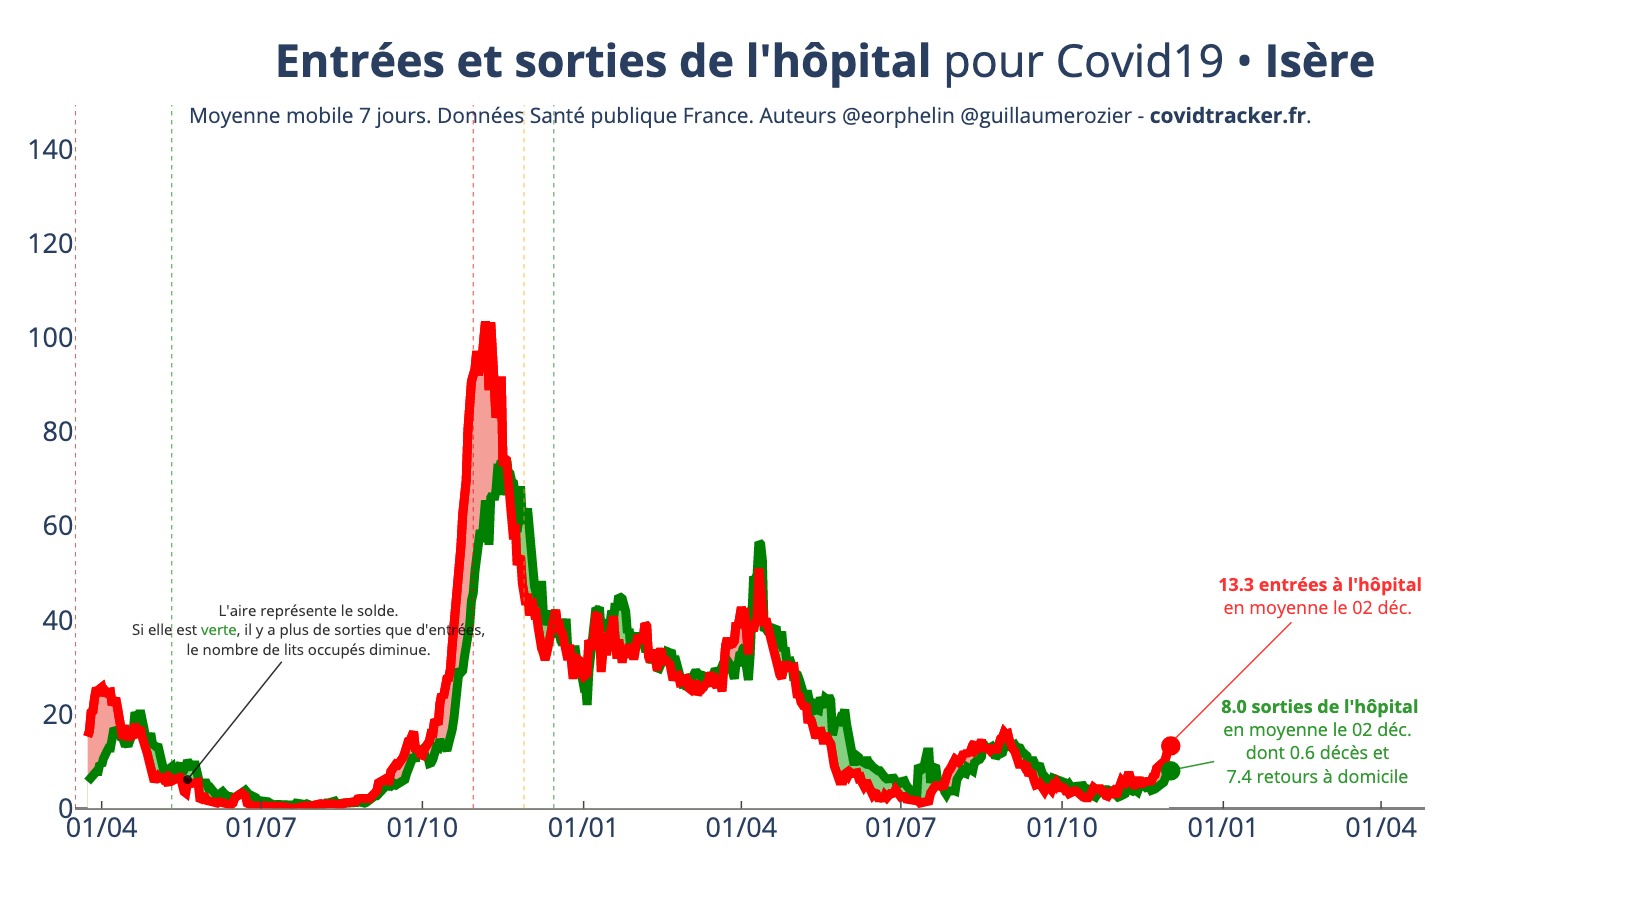 Entrées et sorties de l'hôpital pour Covid19 • Isère
Moyenne mobile 7 jours. Données Santé publique France. Auteurs @eorphelin @guillaumerozier - covidtracker.fr.
140
120
100
80
60
40
20
0
L'aire représente le solde.
Si elle est verte, il y a plus de sorties que d'entrées,
le nombre de lits occupés diminue.
13.3 entrées à l'hôpital
en moyenne le 02 déc.
8.0 sorties de l'hôpital
en moyenne le 02 déc.
dont 0.6 décès et
7.4 retours à domicile
01/04 01/07 01/10 01/01 01/04 01/07 01/10 01/01 01/04